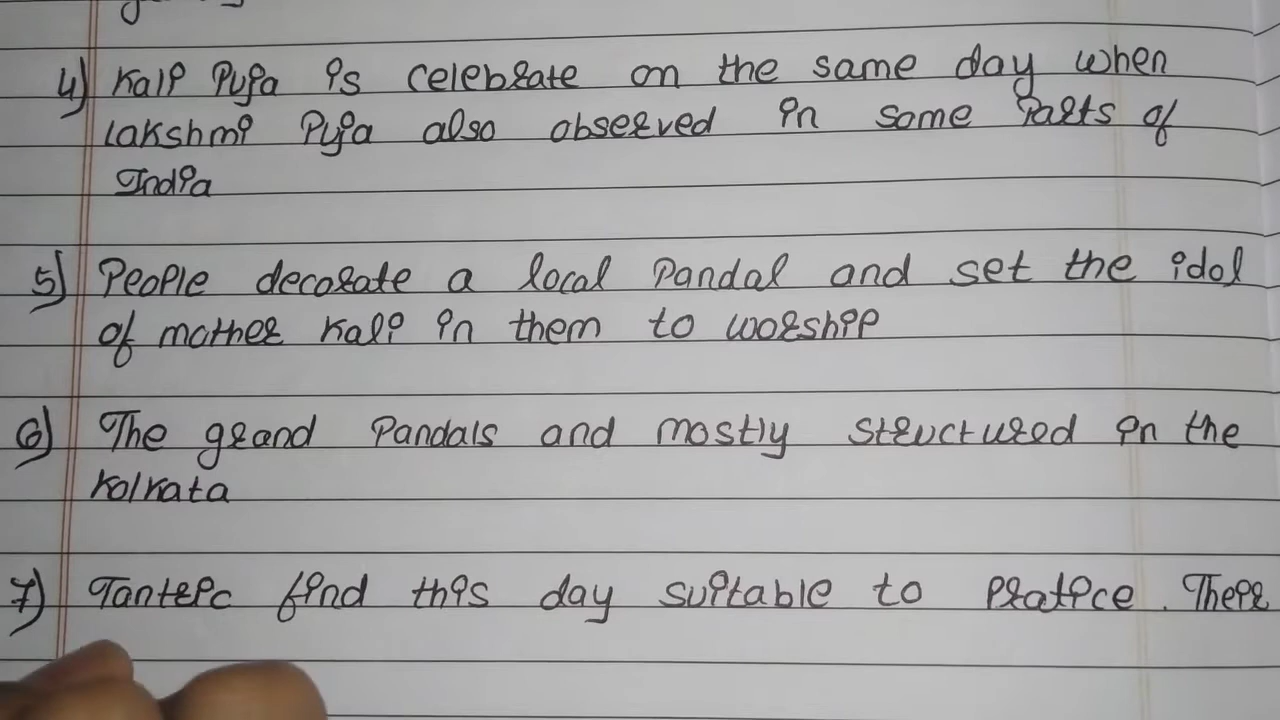 4) Kali Puja is celebrate on the same day when
Lakshmi Puja also observed in some Parts of
India
5) People decorate a local Pandal and set the idol
of mother Kali in them to worship
6) The grand Pandals and mostly structured in the
Kolkata
7) Tantric find this day suitable to Pratice. Their